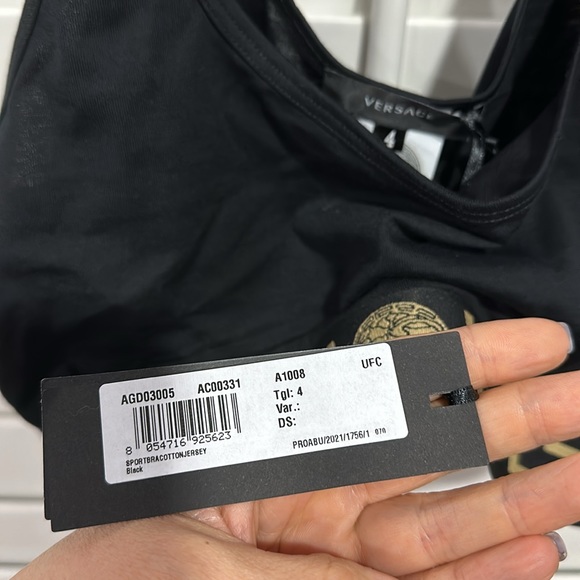 VERSACE
4
AGD03005 AC00331 A1008 UFC
Tgl: 4
Var.:
DS:
8 054716 925623
PROABU/2021/1756/1 070
SPORTBRACOTTONJERSEY
Black